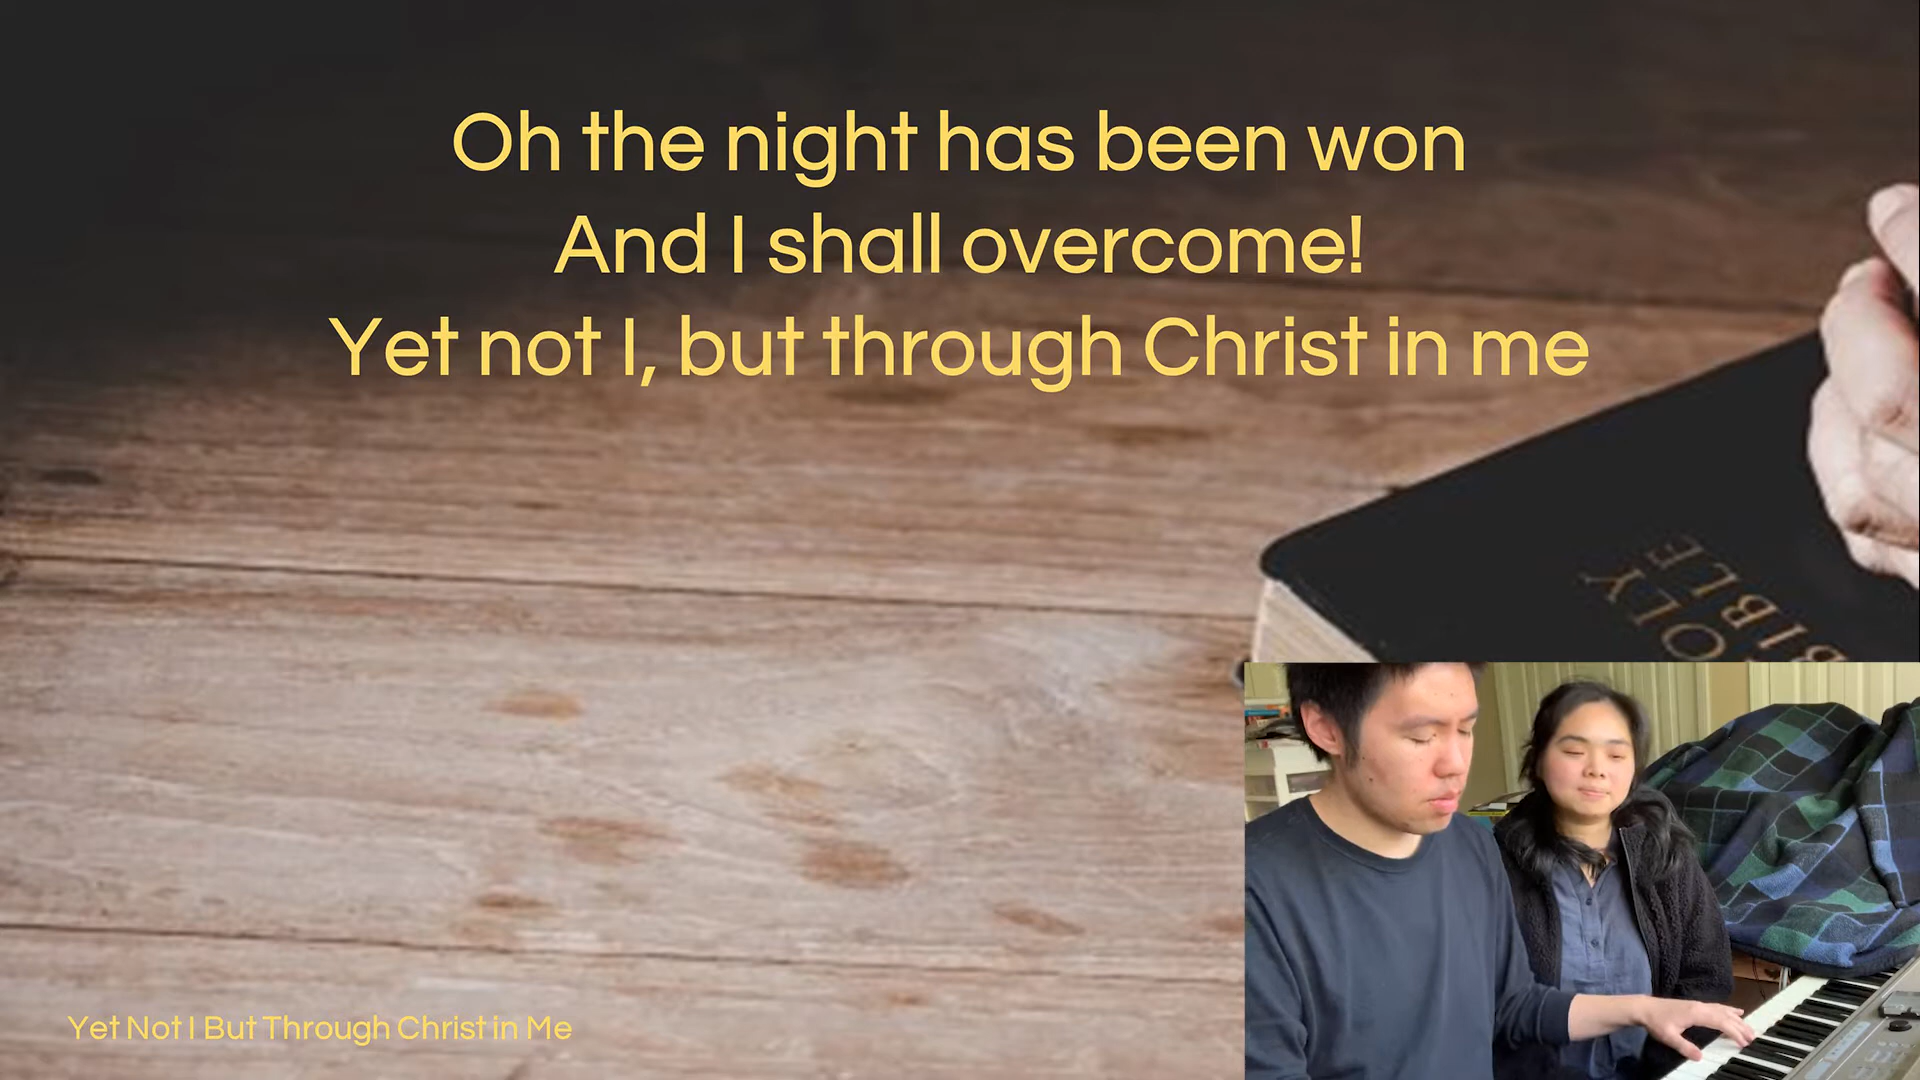 Oh the night has been won
And I shall overcome!
Yet not I, but through Christ in me
OLY
BIBLE
Yet Not I But Through Christ in Me